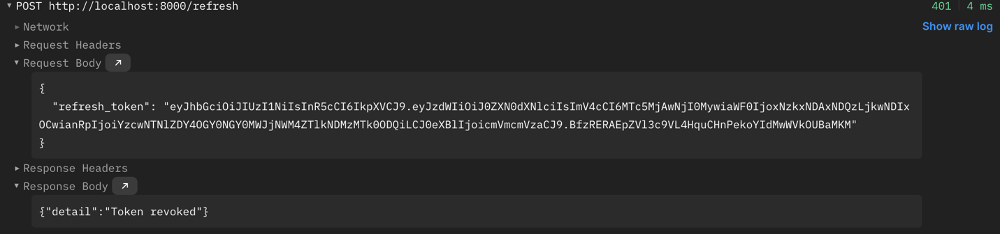 POST http://localhost:8000/refresh 401 4 ms
Network Show raw log
Request Headers
Request Body
{
"refresh_token": "eyJhbGciOiJIUzI1NiIsInR5cCI6IkpXVCJ9.eyJzdWIiOiJ0ZXN0dXNlciIsImV4cCI6MTc5MjAwNjI0MywiaWF0IjoxNzkxNDAxNDQzLjkwNDIx
OCwianRpIjoiYzcwNTNlZDY4OGY0NGY0MWJjNWM4ZTlkNDMzMTk0ODQiLCJ0eXBlIjoicmVmcmVzaCJ9.BfzRERAEpZVl3c9VL4HquCHnPekoYIdMwWVkOUBaMKM"
}
Response Headers
Response Body
{"detail":"Token revoked"}